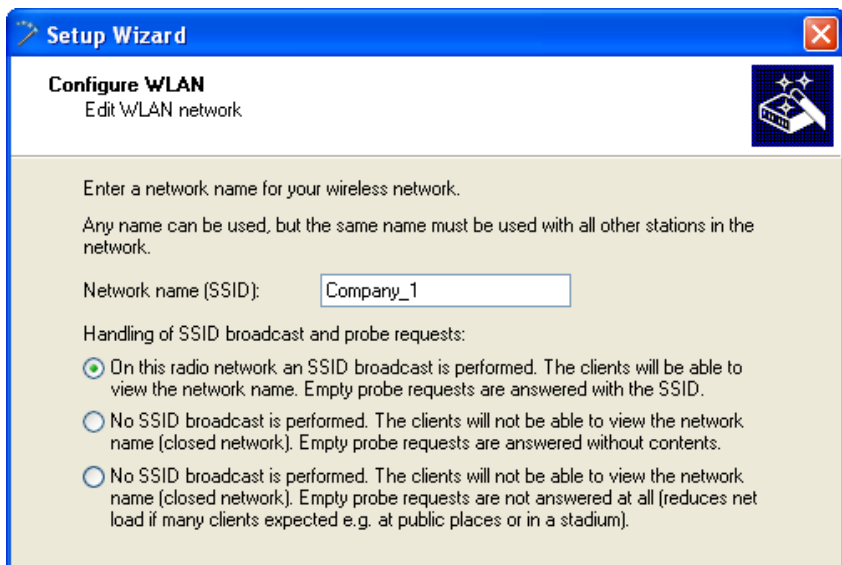 Setup Wizard
Configure WLAN
Edit WLAN network
Enter a network name for your wireless network.
Any name can be used, but the same name must be used with all other stations in the
network.
Network name (SSID): Company_1
Handling of SSID broadcast and probe requests:
On this radio network an SSID broadcast is performed. The clients will be able to
view the network name. Empty probe requests are answered with the SSID.
No SSID broadcast is performed. The clients will not be able to view the network
name (closed network). Empty probe requests are answered without contents.
No SSID broadcast is performed. The clients will not be able to view the network
name (closed network). Empty probe requests are not answered at all (reduces net
load if many clients expected e.g. at public places or in a stadium).